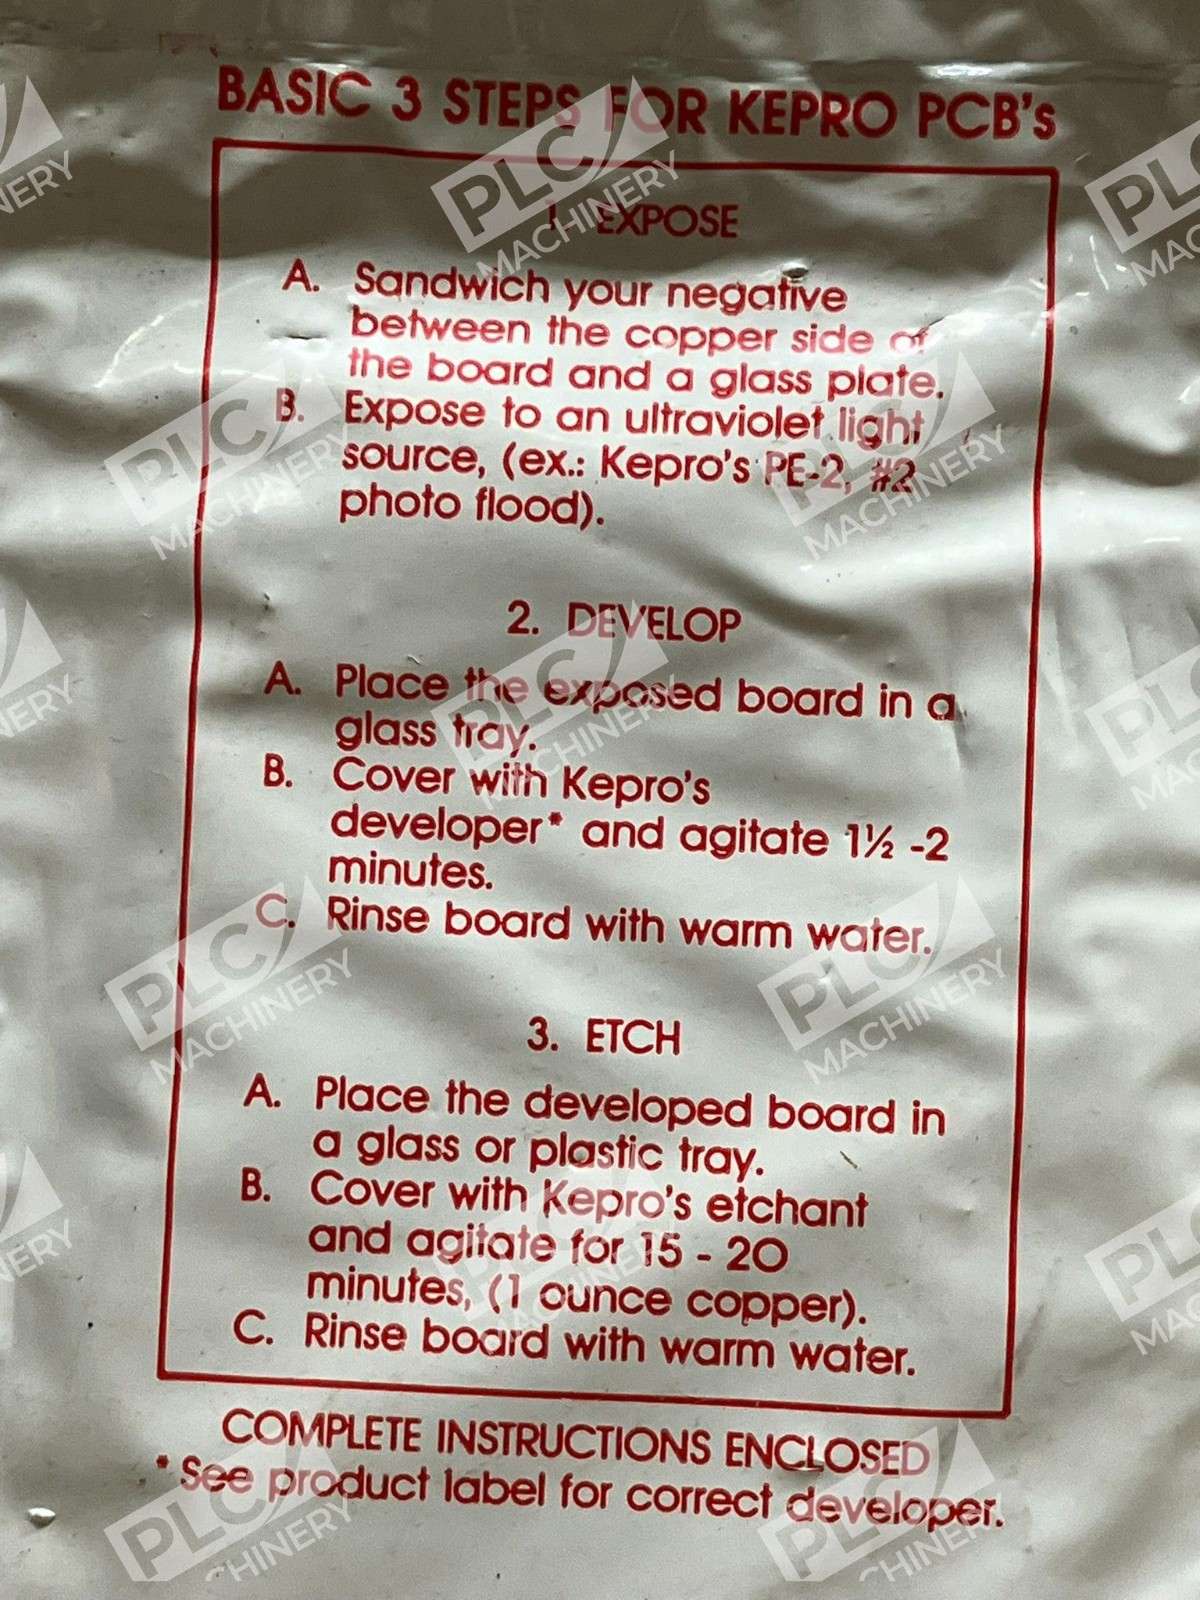 BASIC 3 STEPS FOR KEPRO PCB's
1. EXPOSE
A. Sandwich your negative
between the copper side of
the board and a glass plate.
B. Expose to an ultraviolet light
source, (ex.: Kepro's PE-2, #2
photo flood).
2. DEVELOP
A. Place the exposed board in a
glass tray.
B. Cover with Kepro's
developer* and agitate 1½ -2
minutes.
C. Rinse board with warm water.
3. ETCH
A. Place the developed board in
a glass or plastic tray.
B. Cover with Kepro's etchant
and agitate for 15 - 20
minutes, (1 ounce copper).
C. Rinse board with warm water.
COMPLETE INSTRUCTIONS ENCLOSED
* See product label for correct developer.
PLC
MACHINERY